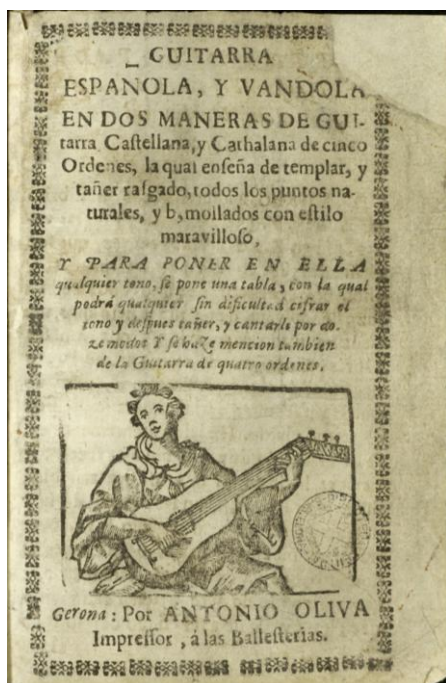 GUITARRA
ESPAÑOLA, Y VANDOLA
EN DOS MANERAS DE GUI-
tarra Castellana, y Cathalana de cinco
Ordenes, la qual enseña de templar, y
tañer rasgado, todos los puntos na-
turales, y b, mollados con estilo
maravilloso,
Y PARA PONER EN ELLA
qualquier tono, se pone una tabla, con la qual
podrá qualquier sin dificultad cifrar el
tono y despues tañer, y cantarle por do-
ze modos Y se haze mencion tambien
de la Guitarra de quatro ordenes.
Gerona: Por ANTONIO OLIVA
Impressor, á las Ballesterias.